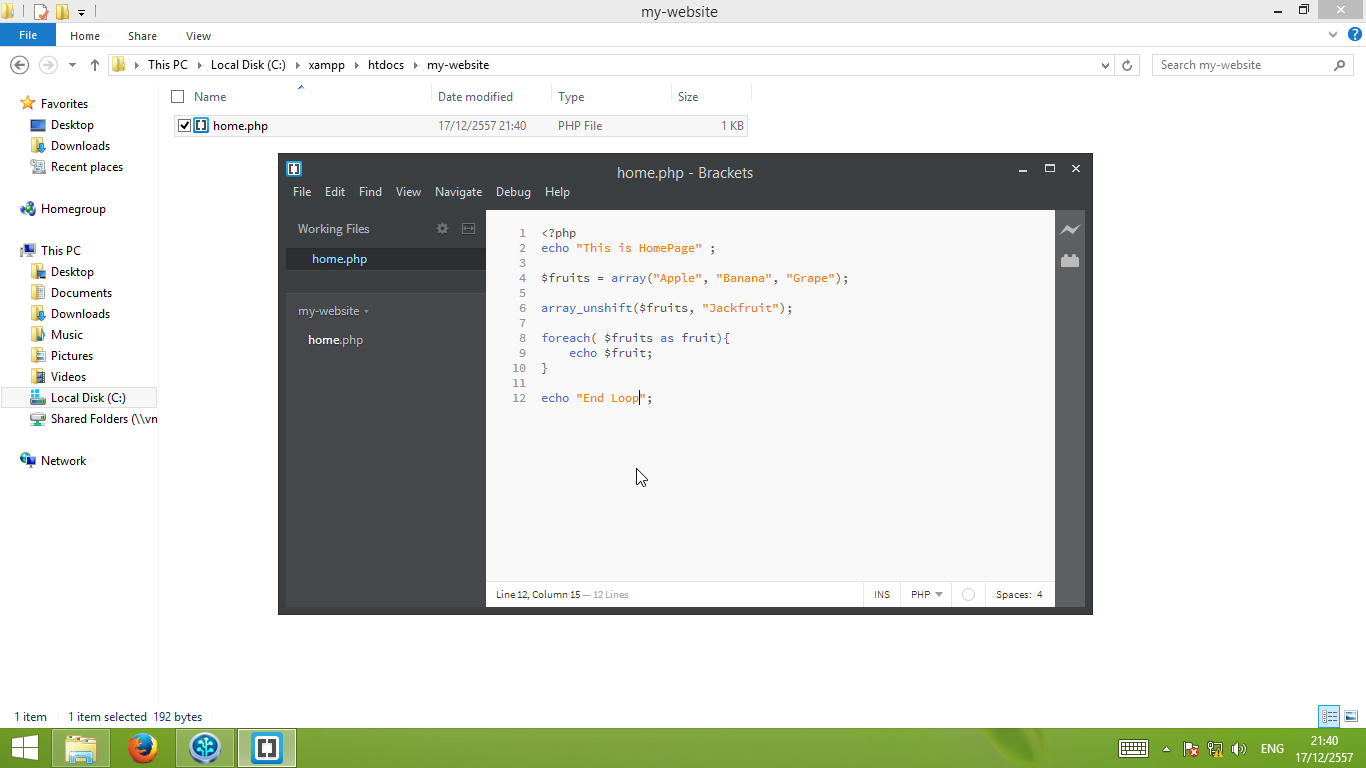 my-website
File Home Share View
This PC Local Disk (C:) xampp htdocs my-website
Search my-website
Favorites
Desktop
Downloads
Recent places
Homegroup
This PC
Desktop
Documents
Downloads
Music
Pictures
Videos
Local Disk (C:)
Shared Folders (\\vn
Network
Name Date modified Type Size
home.php 17/12/2557 21:40 PHP File 1 KB
home.php - Brackets
File Edit Find View Navigate Debug Help
Working Files
home.php
my-website
home.php
1 <?php
2 echo "This is HomePage" ;
3
4 $fruits = array("Apple", "Banana", "Grape");
5
6 array_unshift($fruits, "Jackfruit");
7
8 foreach( $fruits as fruit){
9 echo $fruit;
10 }
11
12 echo "End Loop";
Line 12, Column 15 — 12 Lines
INS PHP Spaces: 4
1 item 1 item selected 192 bytes
ENG
21:40
17/12/2557